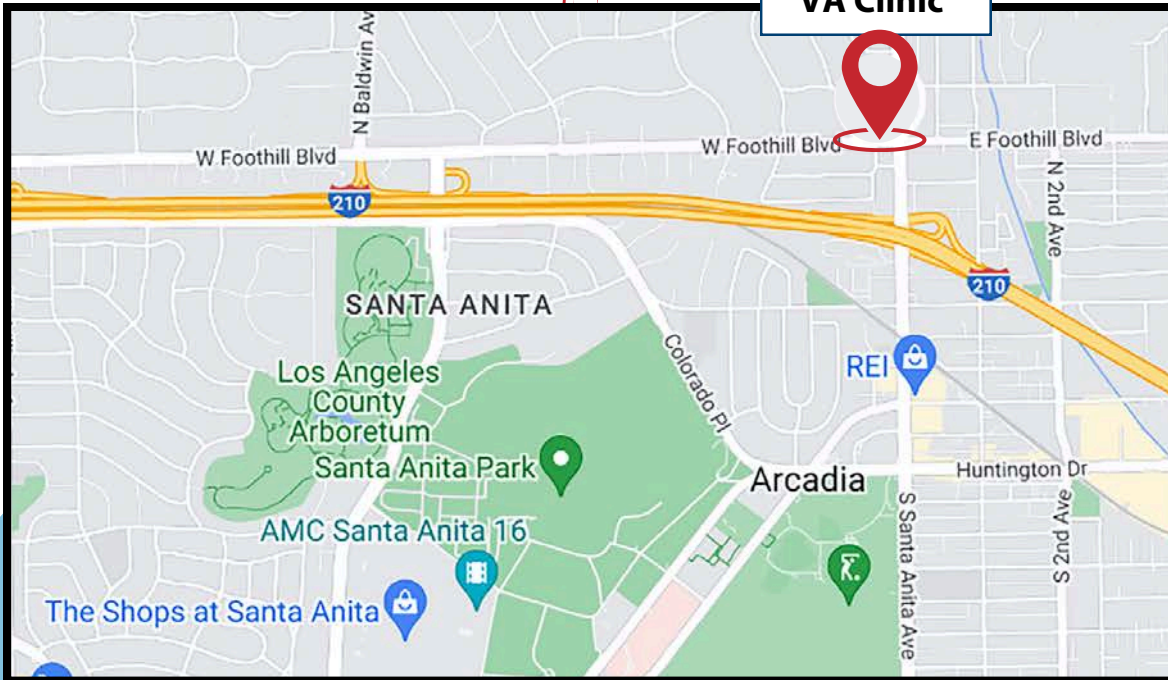 VA Clinic
N Baldwin Av
W Foothill Blvd
W Foothill Blvd
E Foothill Blvd
N 2nd Ave
210
210
SANTA ANITA
Colorado Pl
REI
Los Angeles
County
Arboretum
Santa Anita Park
Arcadia
Huntington Dr
AMC Santa Anita 16
S Santa Anita Ave
S 2nd Ave
The Shops at Santa Anita